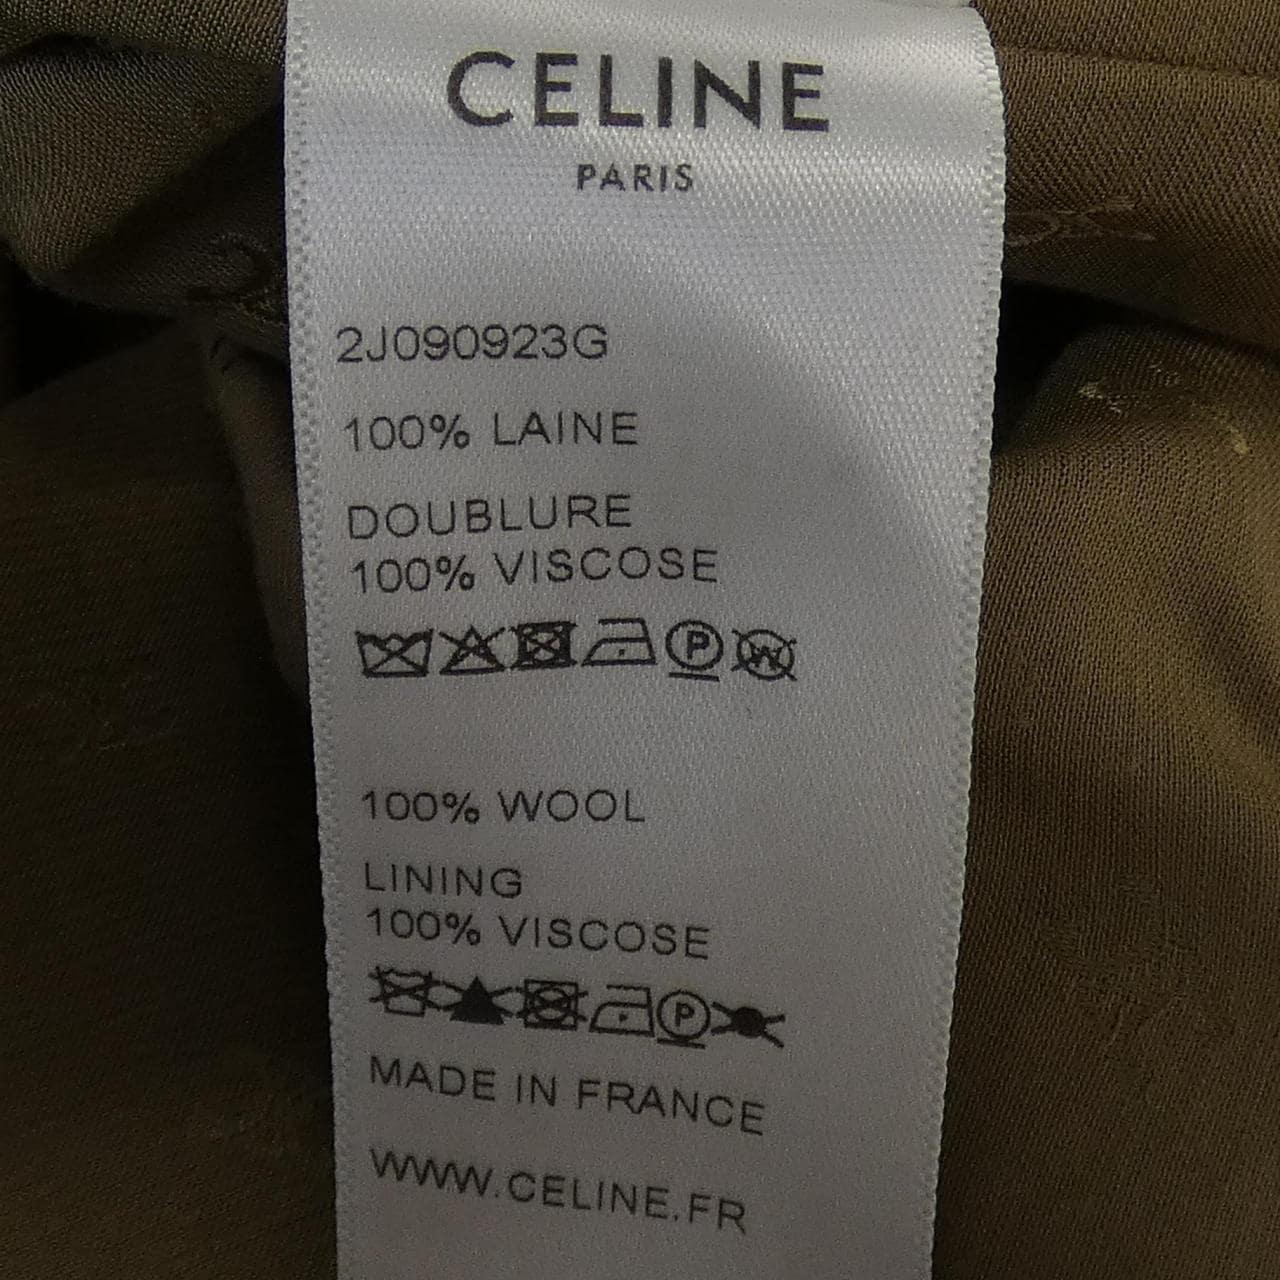 CELINE
PARIS
2J090923G
100% LAINE
DOUBLURE
100% VISCOSE
P W
100% WOOL
LINING
100% VISCOSE
P
MADE IN FRANCE
WWW.CELINE.FR